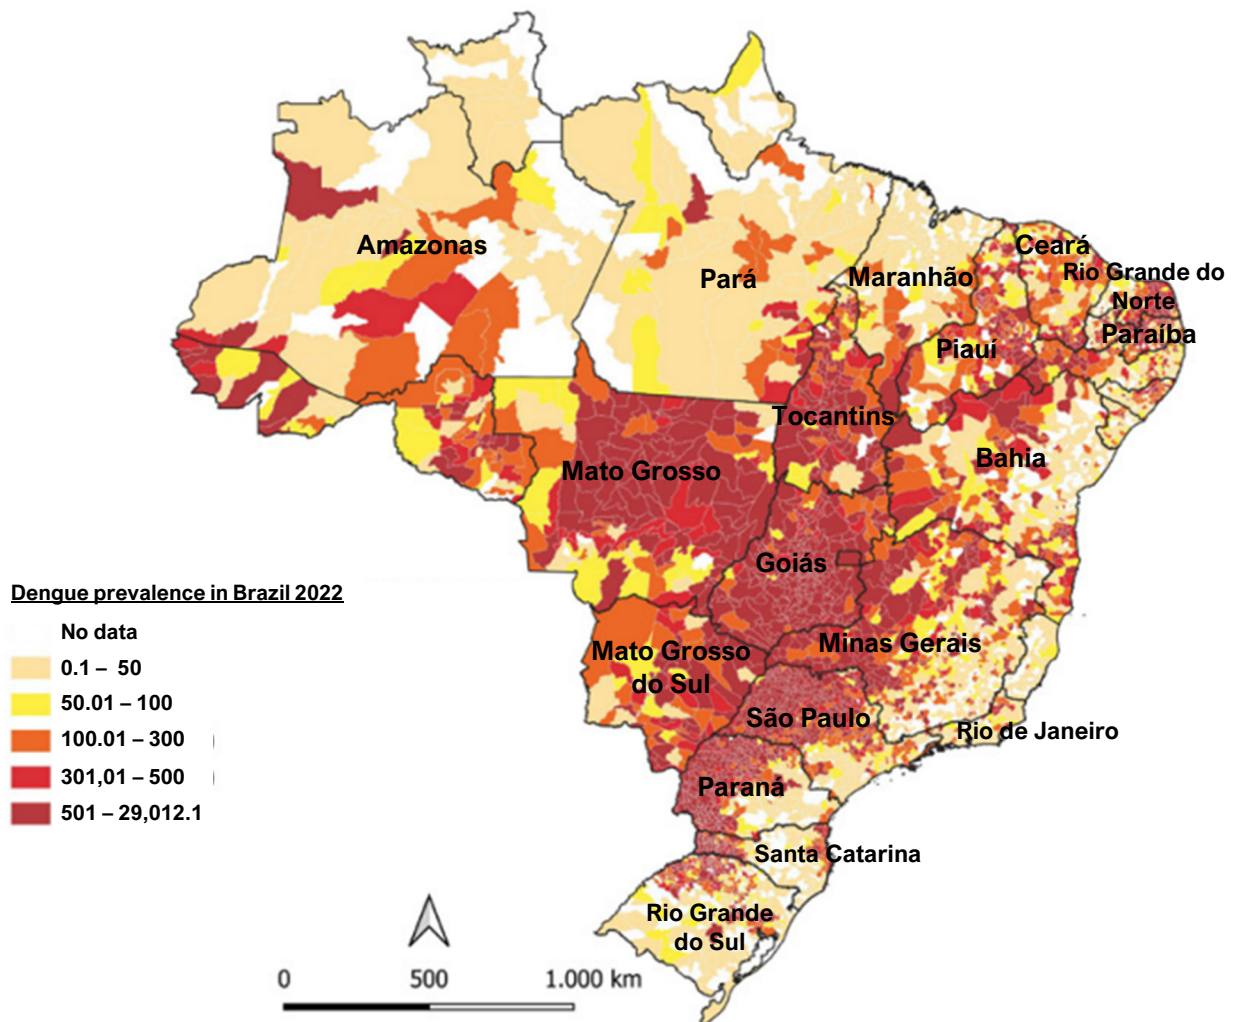 Amazonas
Pará
Maranhão
Ceará
Rio Grande do
Norte
Paraíba
Piauí
Tocantins
Bahia
Mato Grosso
Goiás
Minas Gerais
Mato Grosso
do Sul
São Paulo
Rio de Janeiro
Paraná
Santa Catarina
Rio Grande
do Sul
Dengue prevalence in Brazil 2022
No data
0.1 – 50
50.01 – 100
100.01 – 300
301,01 – 500
501 – 29,012.1
0 500 1.000 km